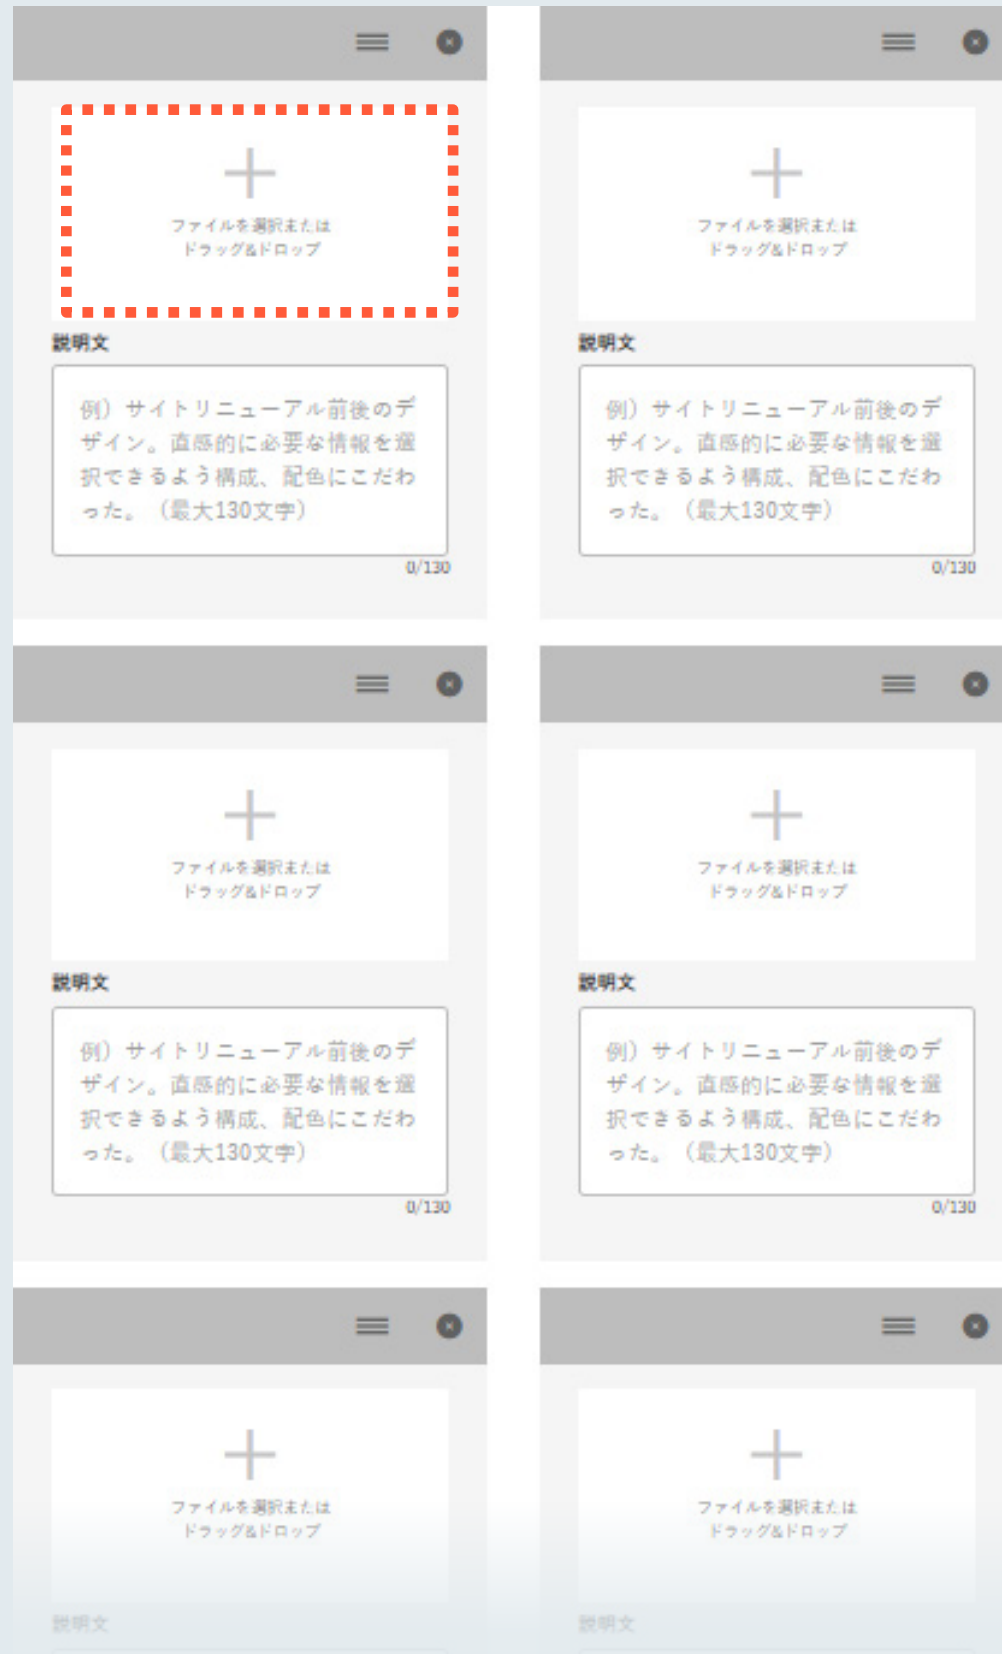 ファイルを選択または
ドラッグ&ドロップ
説明文
例）サイトリニューアル前後のデ
ザイン。直感的に必要な情報を選
択できるよう構成、配色にこだわ
った。（最大130文字）
0/130
ファイルを選択または
ドラッグ&ドロップ
説明文
例）サイトリニューアル前後のデ
ザイン。直感的に必要な情報を選
択できるよう構成、配色にこだわ
った。（最大130文字）
0/130
ファイルを選択または
ドラッグ&ドロップ
説明文
例）サイトリニューアル前後のデ
ザイン。直感的に必要な情報を選
択できるよう構成、配色にこだわ
った。（最大130文字）
0/130
ファイルを選択または
ドラッグ&ドロップ
説明文
例）サイトリニューアル前後のデ
ザイン。直感的に必要な情報を選
択できるよう構成、配色にこだわ
った。（最大130文字）
0/130
ファイルを選択または
ドラッグ&ドロップ
説明文
ファイルを選択または
ドラッグ&ドロップ
説明文